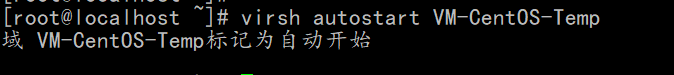 [root@localhost ~]# virsh autostart VM-CentOS-Temp
域 VM-CentOS-Temp标记为自动开始